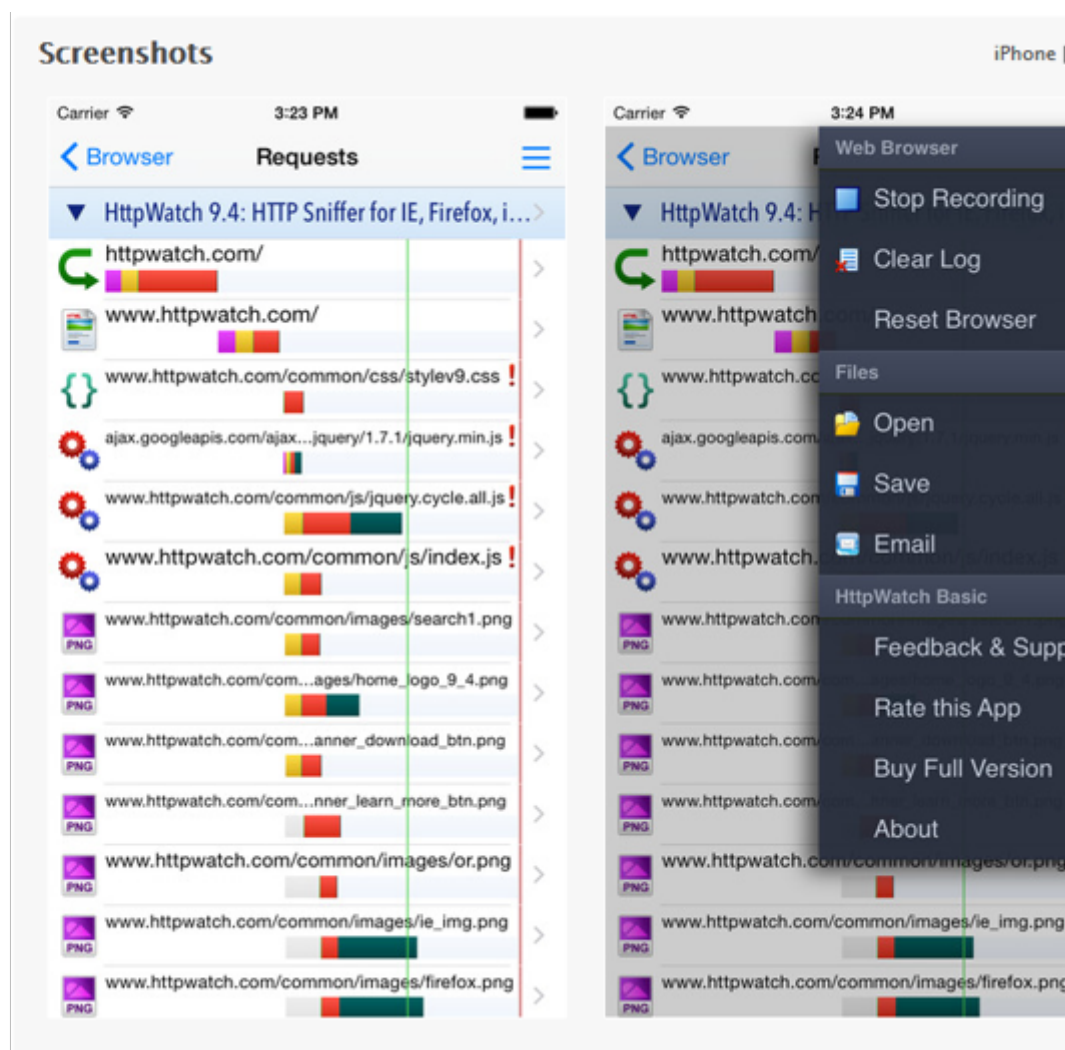 Screenshots
iPhone |
Carrier
3:23 PM
Browser
Requests
HttpWatch 9.4: HTTP Sniffer for IE, Firefox, i...
httpwatch.com/
www.httpwatch.com/
www.httpwatch.com/common/css/stylev9.css !
{}
ajax.googleapis.com/ajax...jquery/1.7.1/jquery.min.js !
www.httpwatch.com/common/js/jquery.cycle.all.js !
www.httpwatch.com/common/js/index.js !
www.httpwatch.com/common/images/search1.png
PNG
www.httpwatch.com/com...ages/home_logo_9_4.png
PNG
www.httpwatch.com/com...anner_download_btn.png
PNG
www.httpwatch.com/com...nner_learn_more_btn.png
PNG
www.httpwatch.com/common/images/or.png
PNG
www.httpwatch.com/common/images/ie_img.png
PNG
www.httpwatch.com/common/images/firefox.png
PNG
Carrier
3:24 PM
Browser
HttpWatch 9.4: H
httpwatch.com/
www.httpwatch
www.httpwatch.co
{}
ajax.googleapis.com
www.httpwatch.com
www.httpwatch.
www.httpwatch.com
PNG
www.httpwatch.com
PNG
www.httpwatch.com
PNG
www.httpwatch.com
PNG
www.httpwatch.com/common/images/or.png
PNG
www.httpwatch.com/common/images/ie_img.png
PNG
www.httpwatch.com/common/images/firefox.png
PNG
Web Browser
Stop Recording
Clear Log
Reset Browser
Files
Open
Save
Email
HttpWatch Basic
Feedback & Supp
Rate this App
Buy Full Version
About